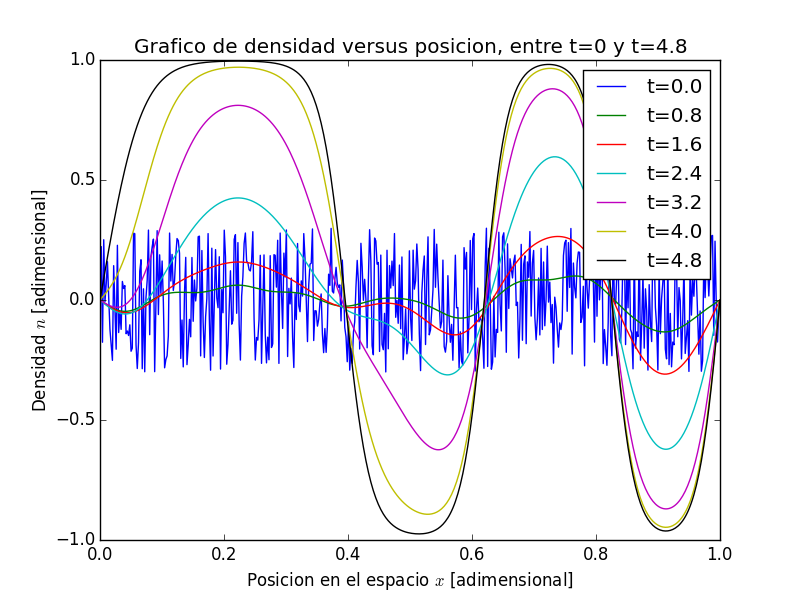 Grafico de densidad versus posicion, entre t=0 y t=4.8
1.0
0.5
0.0
−0.5
−1.0
Densidad n [adimensional]
t=0.0
t=0.8
t=1.6
t=2.4
t=3.2
t=4.0
t=4.8
0.0 0.2 0.4 0.6 0.8 1.0
Posicion en el espacio x [adimensional]